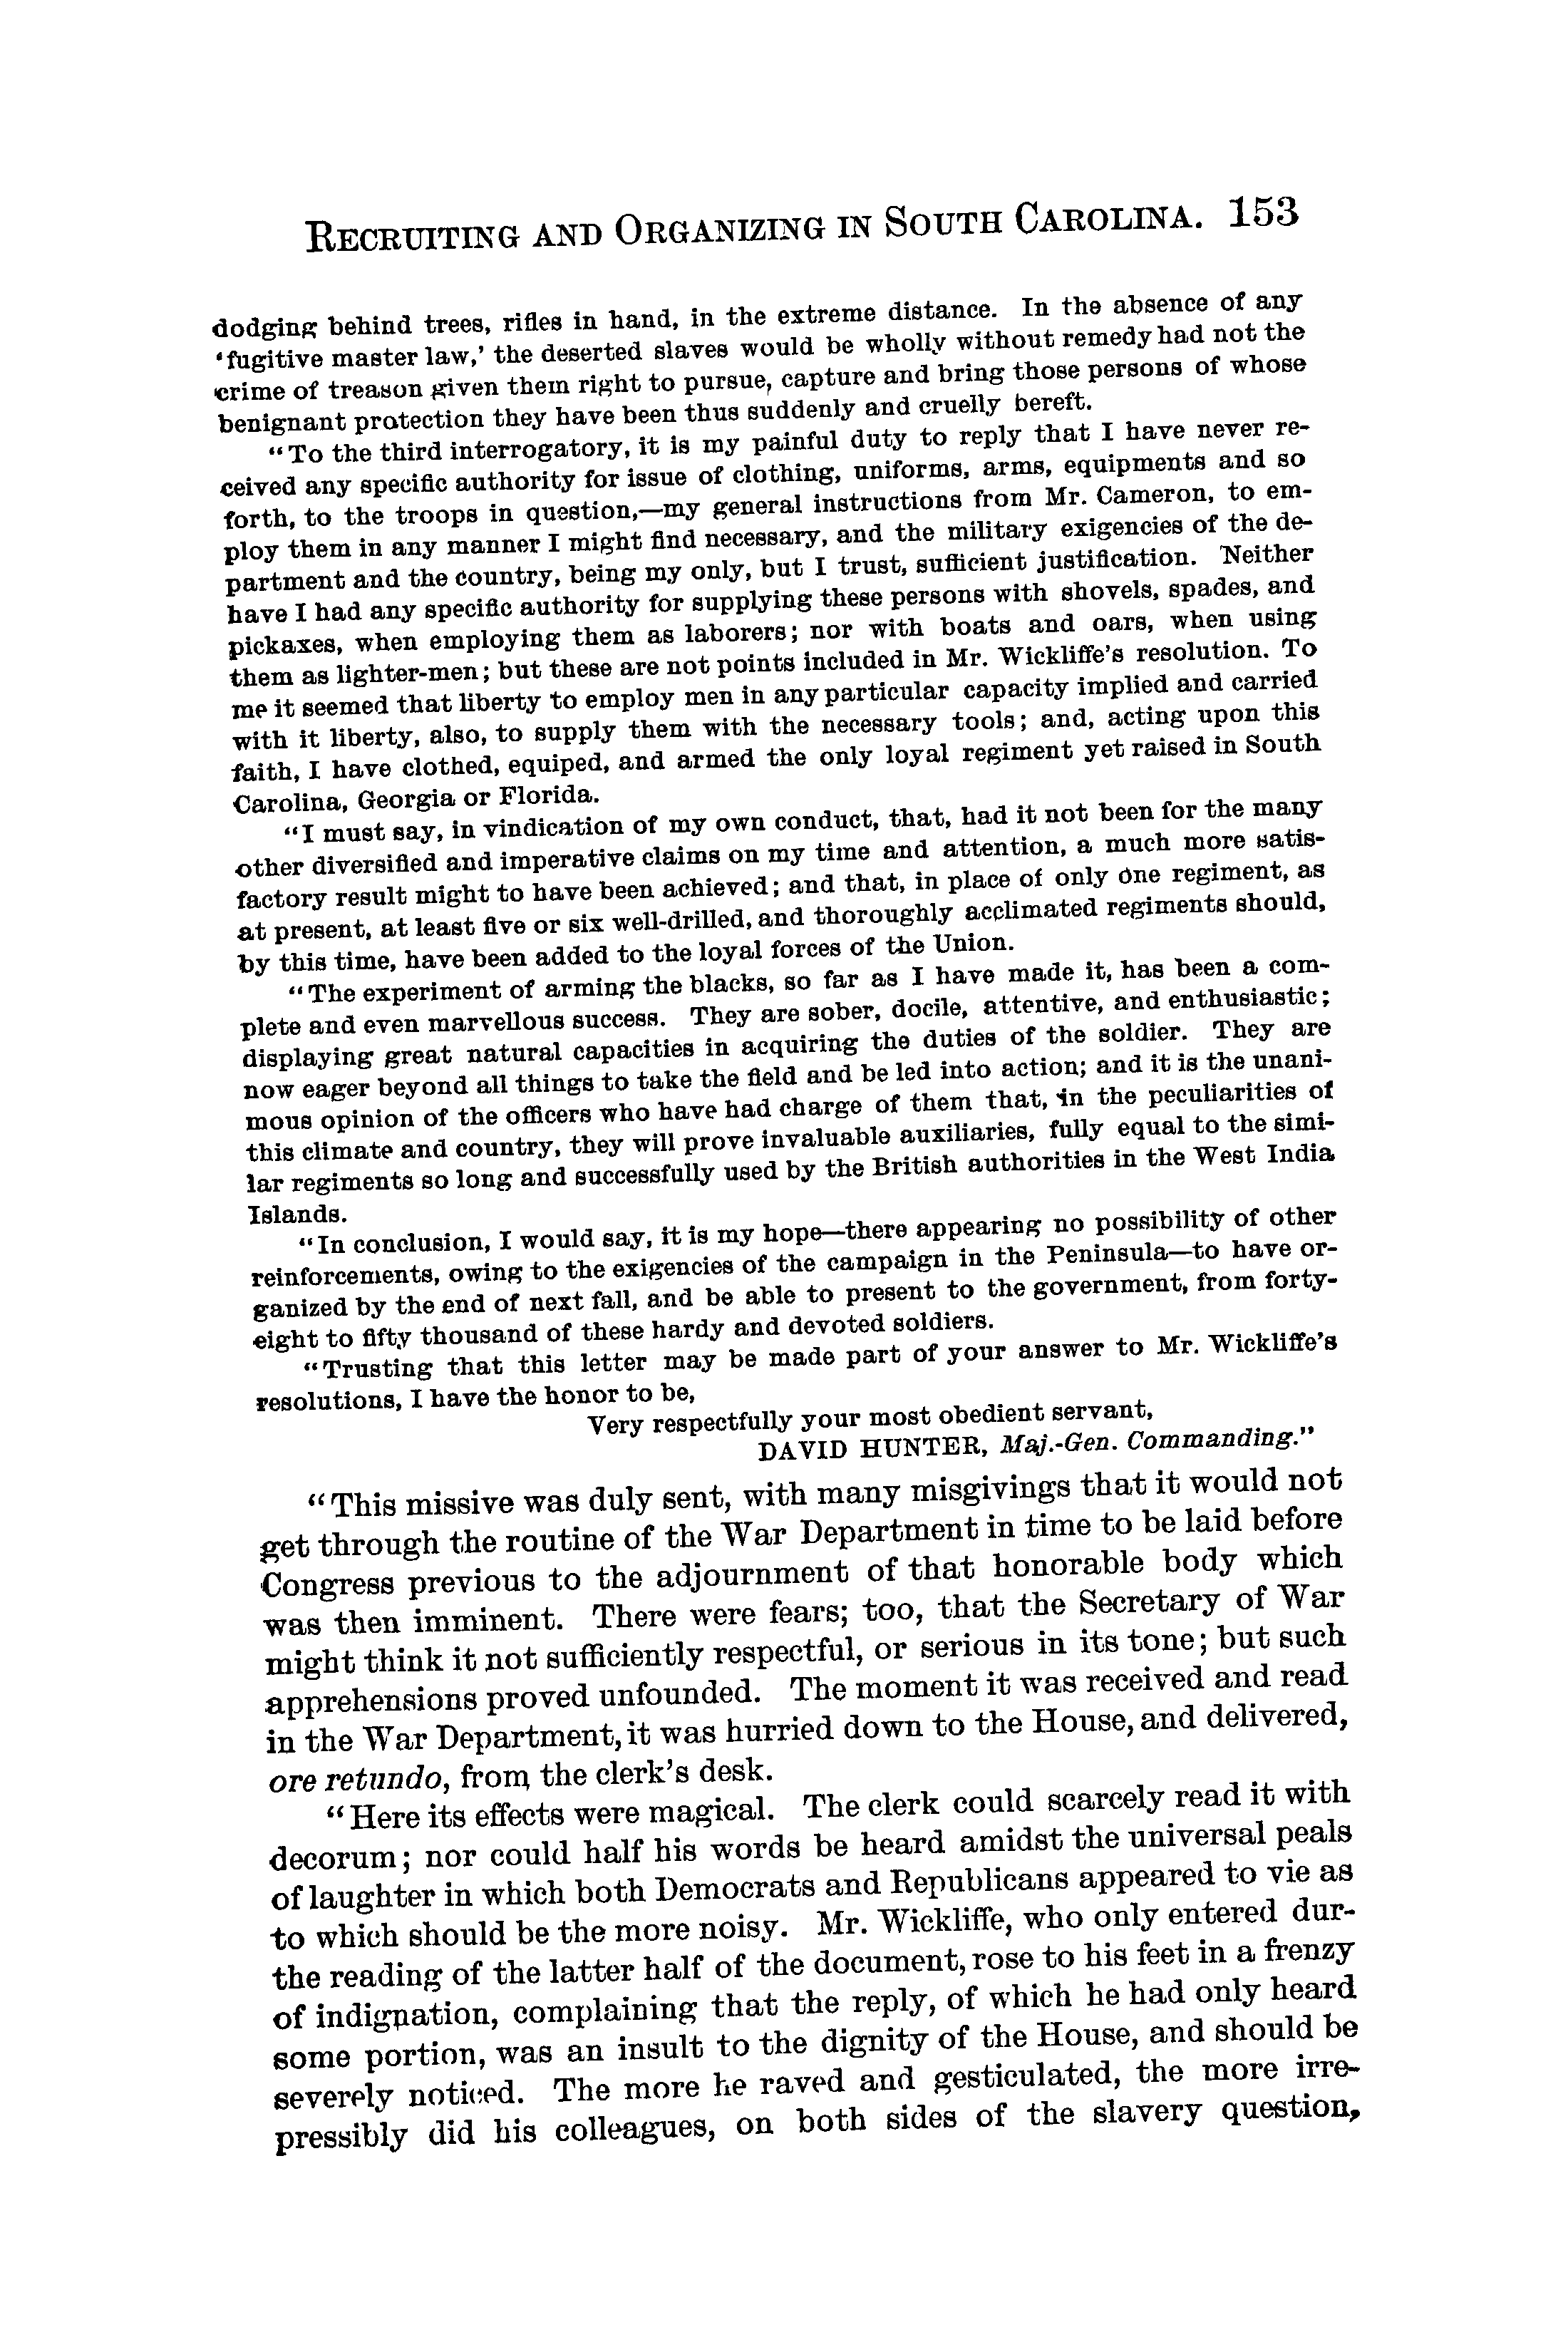 RECRUITING AND ORGANIZING IN SOUTH CAROLINA. 153
dodging behind trees, rifles in hand, in the extreme distance. In the absence of any
‘fugitive master law,’ the deserted slaves would be wholly without remedy had not the
crime of treason given them right to pursue, capture and bring those persons of whose
benignant protection they have been thus suddenly and cruelly bereft.
“To the third interrogatory, it is my painful duty to reply that I have never re-
ceived any specific authority for issue of clothing, uniforms, arms, equipments and so
forth, to the troops in question,—my general instructions from Mr. Cameron, to em-
ploy them in any manner I might find necessary, and the military exigencies of the de-
partment and the country, being my only, but I trust, sufficient justification. Neither
have I had any specific authority for supplying these persons with shovels, spades, and
pickaxes, when employing them as laborers; nor with boats and oars, when using
them as lighter-men; but these are not points included in Mr. Wickliffe’s resolution. To
me it seemed that liberty to employ men in any particular capacity implied and carried
with it liberty, also, to supply them with the necessary tools; and, acting upon this
faith, I have clothed, equiped, and armed the only loyal regiment yet raised in South
Carolina, Georgia or Florida.
“I must say, in vindication of my own conduct, that, had it not been for the many
other diversified and imperative claims on my time and attention, a much more satis-
factory result might to have been achieved; and that, in place of only one regiment, as
at present, at least five or six well-drilled, and thoroughly acclimated regiments should,
by this time, have been added to the loyal forces of the Union.
“The experiment of arming the blacks, so far as I have made it, has been a com-
plete and even marvellous success. They are sober, docile, attentive, and enthusiastic;
displaying great natural capacities in acquiring the duties of the soldier. They are
now eager beyond all things to take the field and be led into action; and it is the unani-
mous opinion of the officers who have had charge of them that, in the peculiarities of
this climate and country, they will prove invaluable auxiliaries, fully equal to the simi-
lar regiments so long and successfully used by the British authorities in the West India
Islands.
“In conclusion, I would say, it is my hope—there appearing no possibility of other
reinforcements, owing to the exigencies of the campaign in the Peninsula—to have or-
ganized by the end of next fall, and be able to present to the government, from forty-
eight to fifty thousand of these hardy and devoted soldiers.
“Trusting that this letter may be made part of your answer to Mr. Wickliffe’s
resolutions, I have the honor to be,
Very respectfully your most obedient servant,
DAVID HUNTER, Maj.-Gen. Commanding.”
“This missive was duly sent, with many misgivings that it would not
get through the routine of the War Department in time to be laid before
Congress previous to the adjournment of that honorable body which
was then imminent. There were fears; too, that the Secretary of War
might think it not sufficiently respectful, or serious in its tone; but such
apprehensions proved unfounded. The moment it was received and read
in the War Department, it was hurried down to the House, and delivered,
ore retundo, from the clerk’s desk.
“Here its effects were magical. The clerk could scarcely read it with
decorum; nor could half his words be heard amidst the universal peals
of laughter in which both Democrats and Republicans appeared to vie as
to which should be the more noisy. Mr. Wickliffe, who only entered dur-
the reading of the latter half of the document, rose to his feet in a frenzy
of indignation, complaining that the reply, of which he had only heard
some portion, was an insult to the dignity of the House, and should be
severely noticed. The more he raved and gesticulated, the more irre-
pressibly did his colleagues, on both sides of the slavery question,